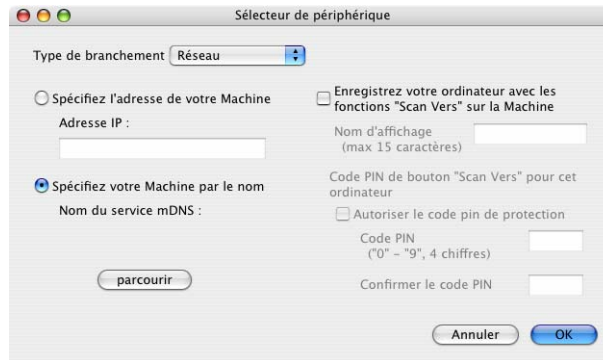 Sélecteur de périphérique
Type de branchement Réseau
Spécifiez l'adresse de votre Machine
Adresse IP :
Spécifiez votre Machine par le nom
Nom du service mDNS :
parcourir
Enregistrez votre ordinateur avec les
fonctions "Scan Vers" sur la Machine
Nom d'affichage
(max 15 caractères)
Code PIN de bouton "Scan Vers" pour cet
ordinateur
Autoriser le code pin de protection
Code PIN
("0" - "9", 4 chiffres)
Confirmer le code PIN
Annuler
OK